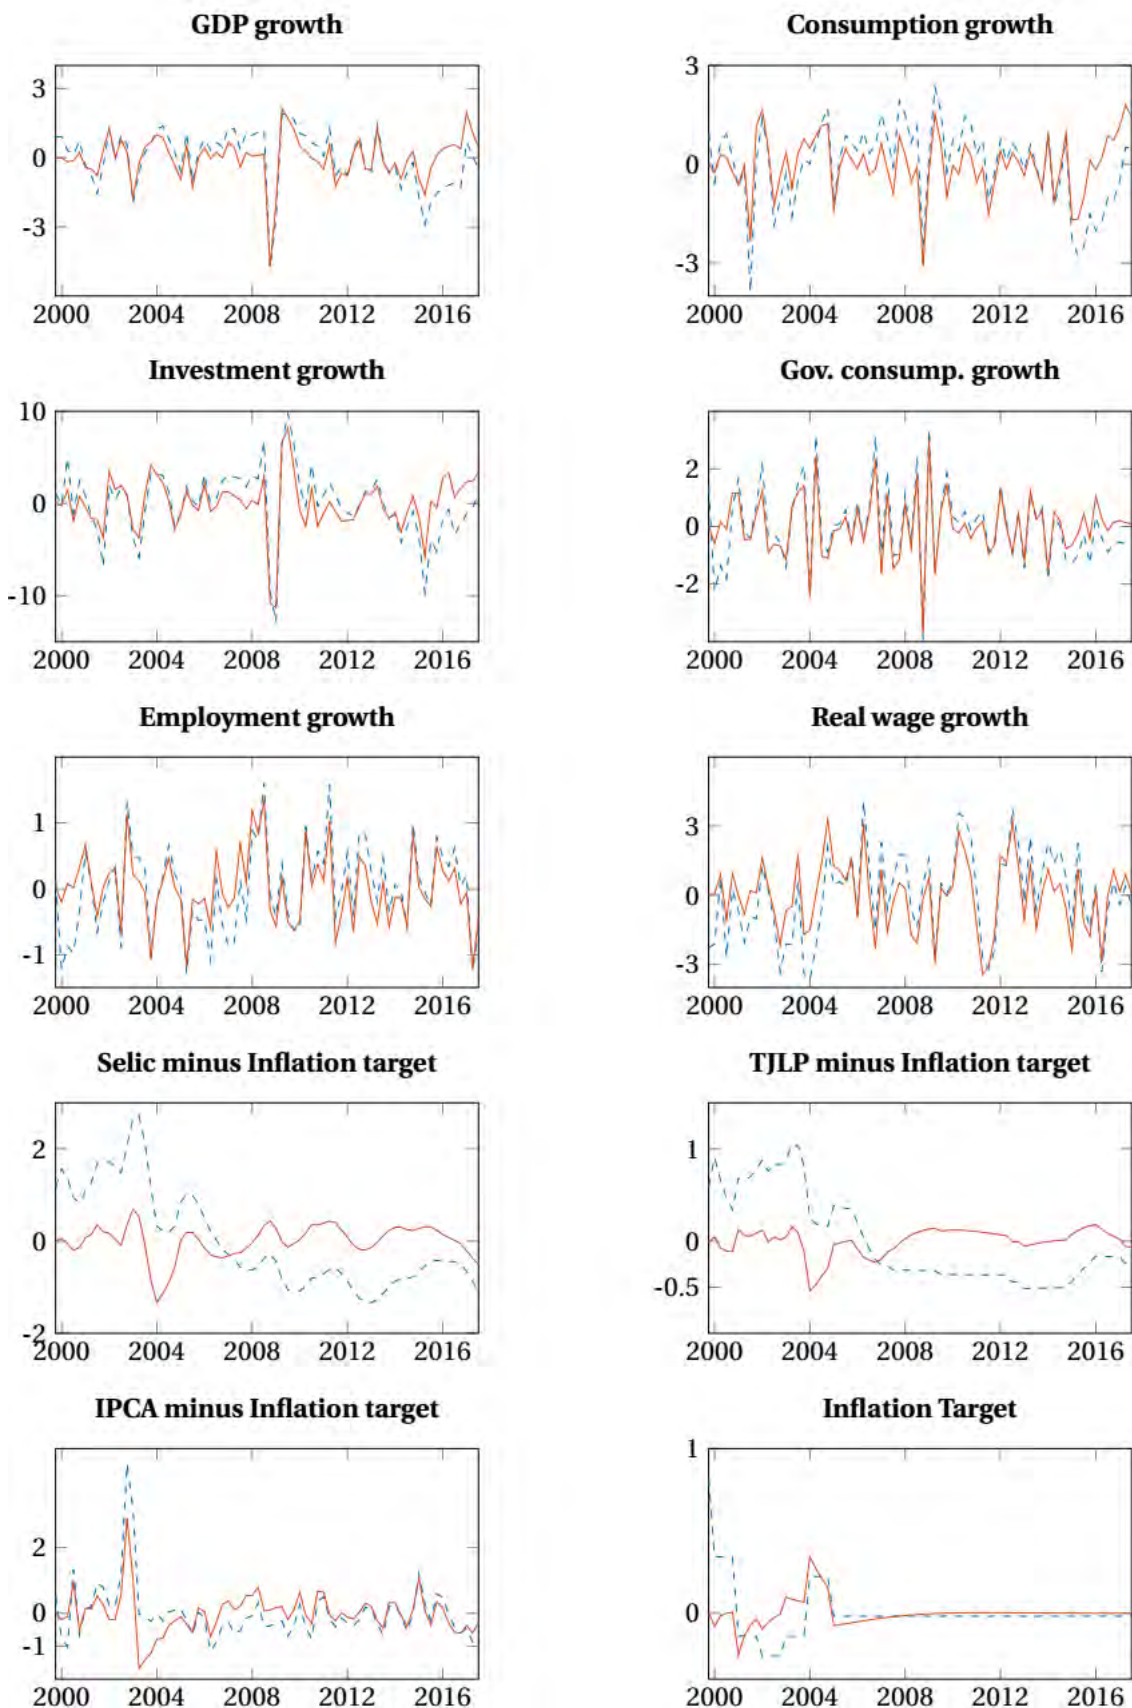 GDP growth
Consumption growth
3
0
-3
2000 2004 2008 2012 2016
3
0
-3
2000 2004 2008 2012 2016
Investment growth
Gov. consump. growth
10
0
-10
2000 2004 2008 2012 2016
2
0
-2
2000 2004 2008 2012 2016
Employment growth
Real wage growth
1
0
-1
2000 2004 2008 2012 2016
3
0
-3
2000 2004 2008 2012 2016
Selic minus Inflation target
TJLP minus Inflation target
2
0
-2
2000 2004 2008 2012 2016
1
0
-0.5
2000 2004 2008 2012 2016
IPCA minus Inflation target
Inflation Target
2
0
-1
2000 2004 2008 2012 2016
1
0
2000 2004 2008 2012 2016